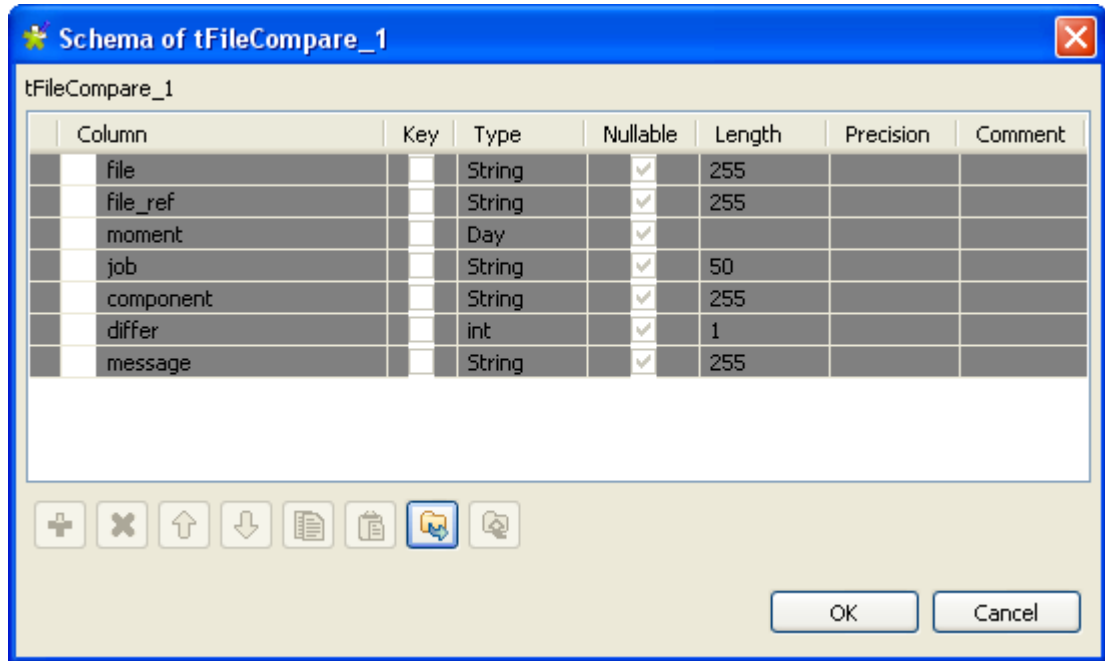 Schema of tFileCompare_1
tFileCompare_1
Column Key Type Nullable Length Precision Comment
file String 255
file_ref String 255
moment Day
job String 50
component String 255
differ int 1
message String 255
OK Cancel